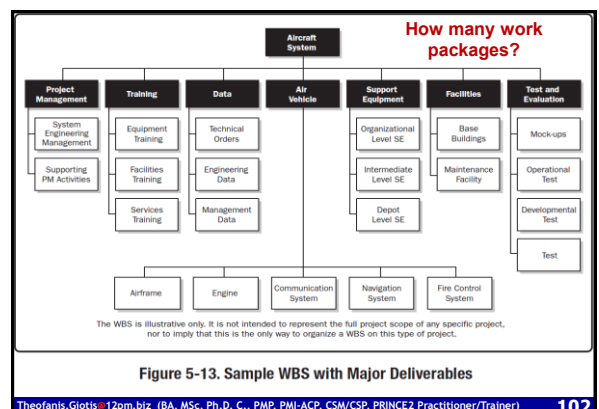 How many work
packages?
Aircraft
System
Project
Management
Training
Data
Air
Vehicle
Support
Equipment
Facilities
Test and
Evaluation
System
Engineering
Management
Equipment
Training
Technical
Orders
Organizational
Level SE
Base
Buildings
Mock-ups
Supporting
PM Activities
Facilities
Training
Engineering
Data
Intermediate
Level SE
Maintenance
Facility
Operational
Test
Services
Training
Management
Data
Depot
Level SE
Developmental
Test
Test
Airframe
Engine
Communication
System
Navigation
System
Fire Control
System
The WBS is illustrative only. It is not intended to represent the full project scope of any specific project,
nor to imply that this is the only way to organize a WBS on this type of project.
Figure 5-13. Sample WBS with Major Deliverables
Theofanis.Giotis@12pm.biz (BA, MSc, Ph.D. C., PMP, PMI-ACP, CSM/CSP, PRINCE2 Practitioner/Trainer) 102